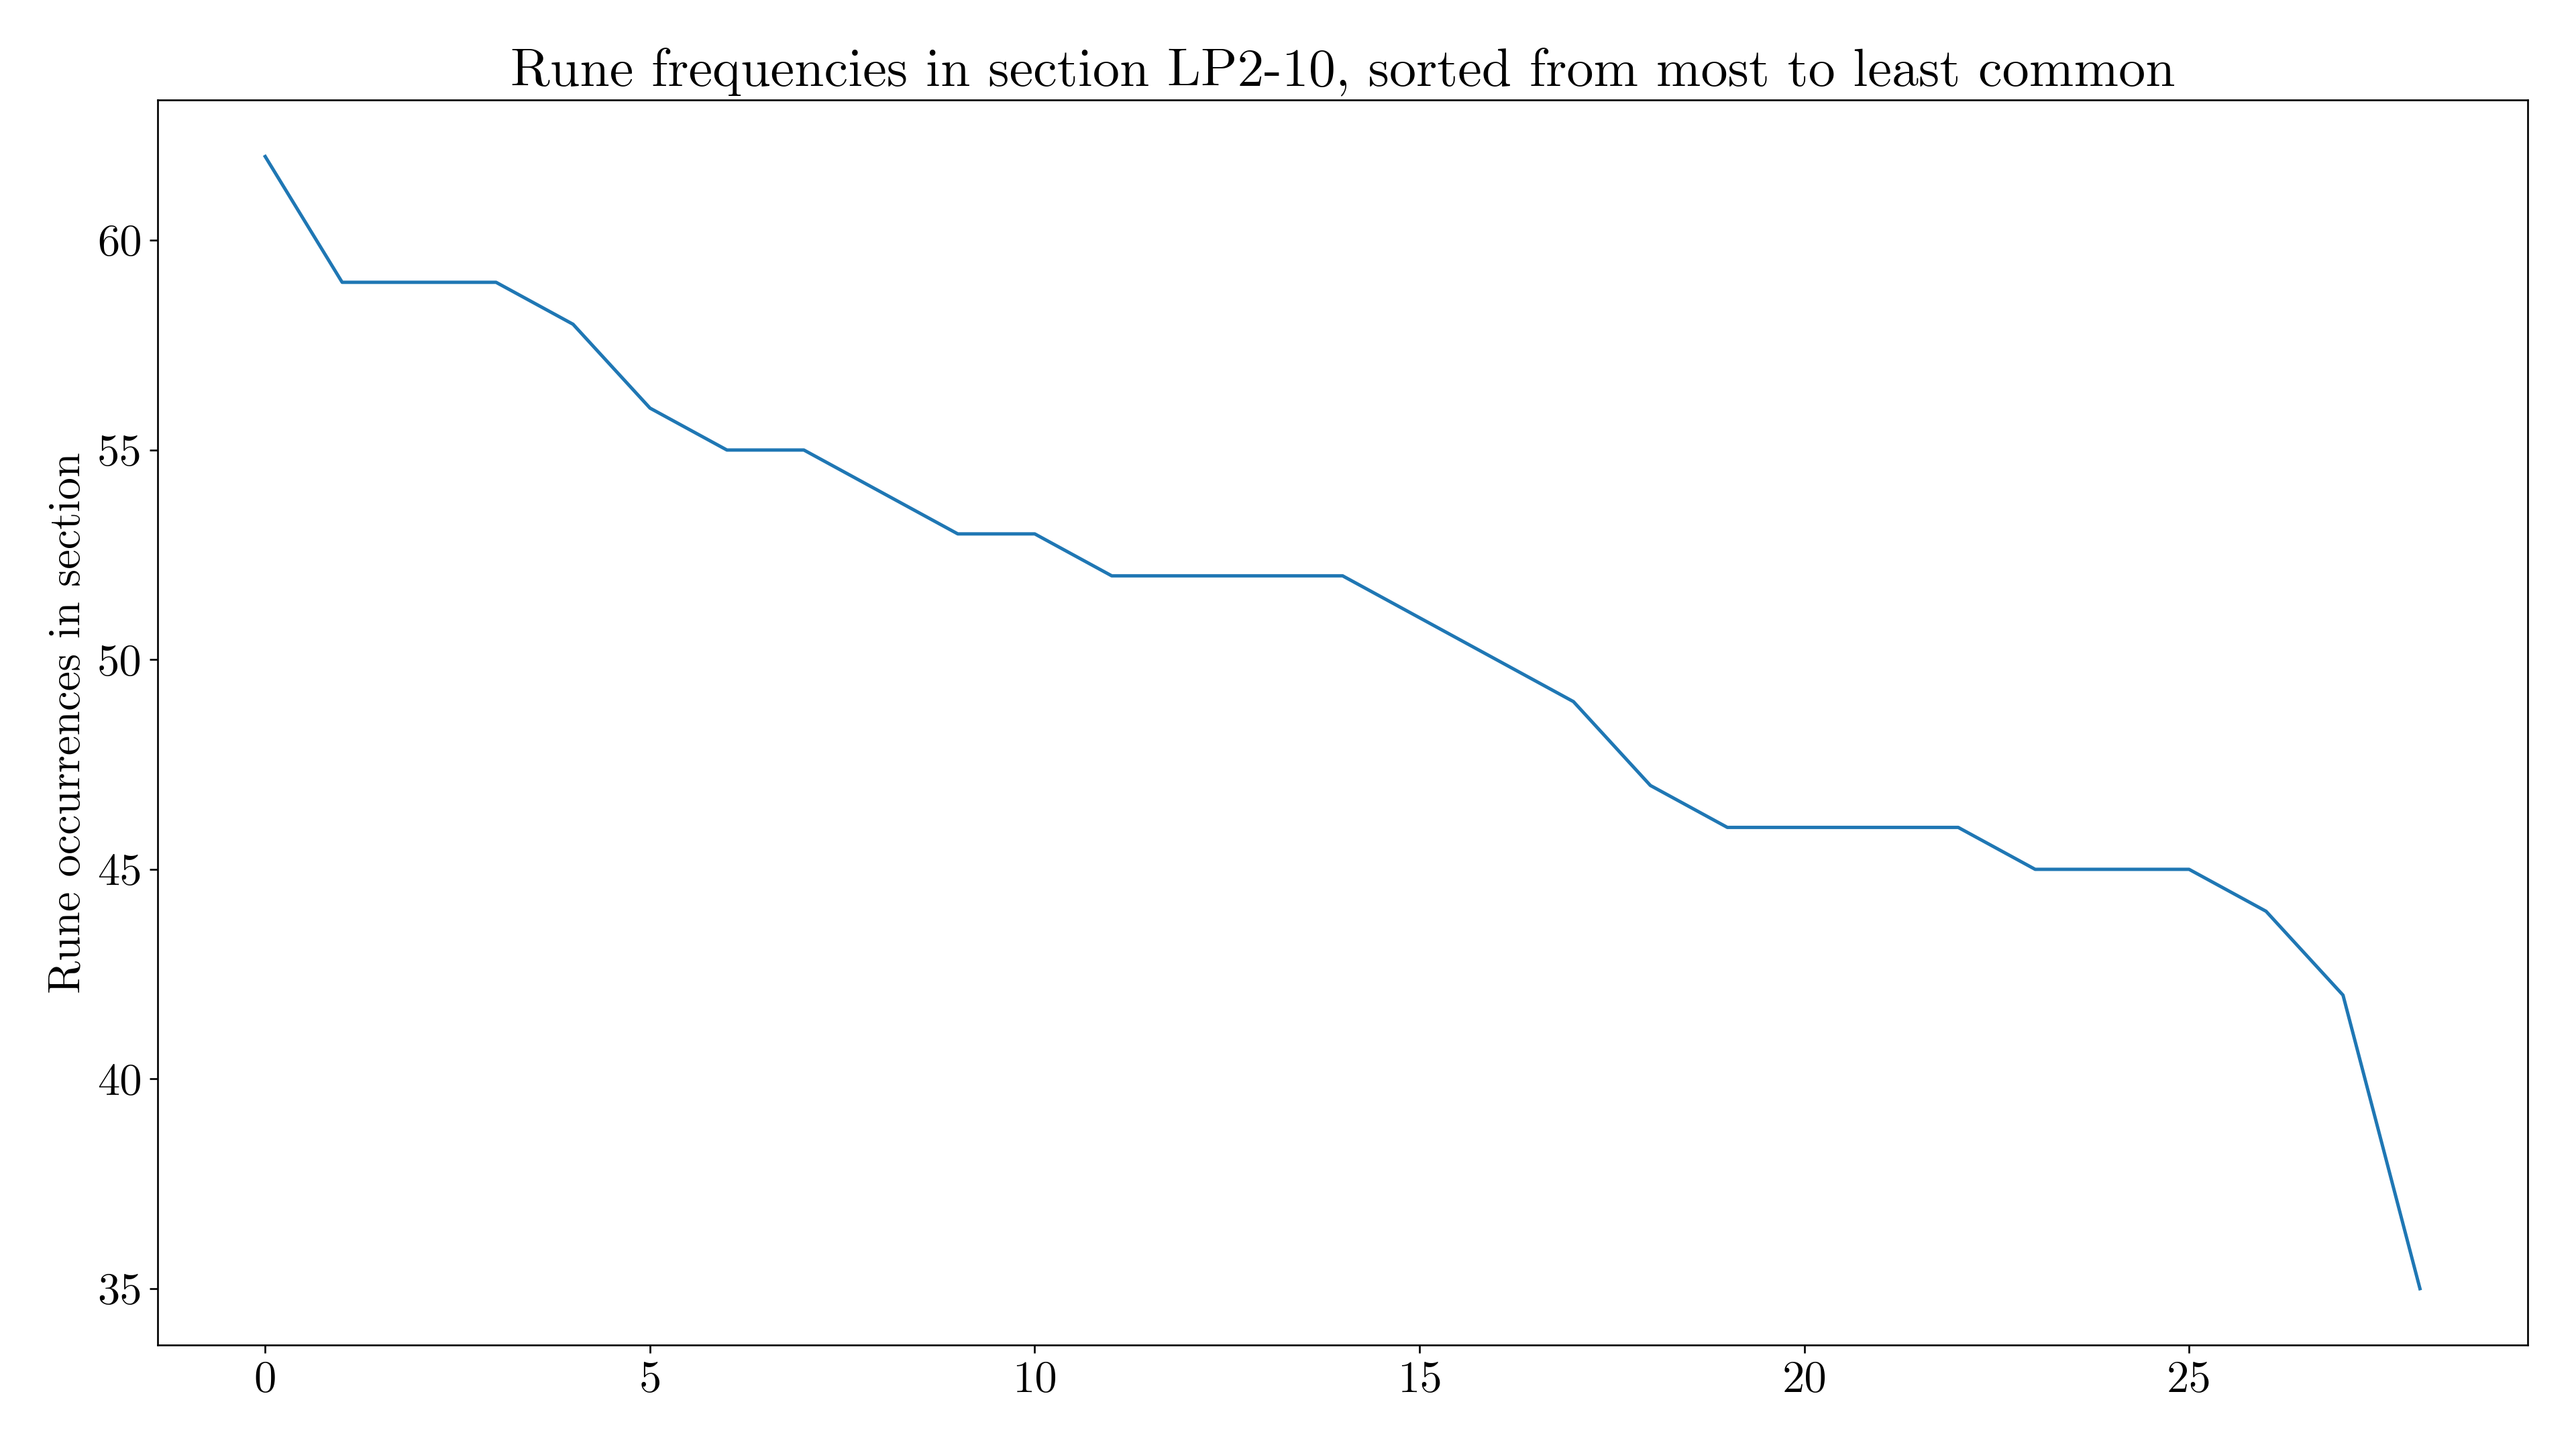 Rune frequencies in section LP2-10, sorted from most to least common
Rune occurrences in section
60
55
50
45
40
35
0 5 10 15 20 25